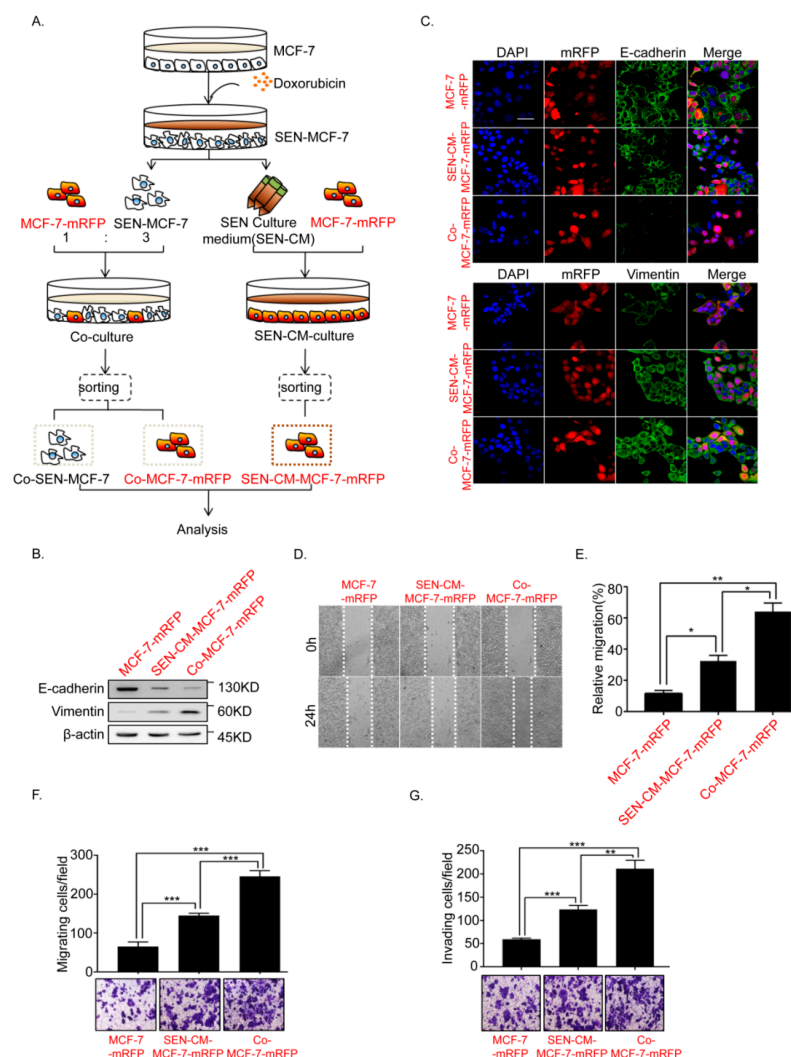 A.
MCF-7
Doxorubicin
SEN-MCF-7
MCF-7-mRFP
SEN-MCF-7
SEN Culture
medium(SEN-CM)
MCF-7-mRFP
1 : 3
Co-culture
SEN-CM-culture
sorting
sorting
Co-SEN-MCF-7
Co-MCF-7-mRFP
SEN-CM-MCF-7-mRFP
Analysis
C.
DAPI mRFP E-cadherin Merge
MCF-7
-mRFP
SEN-CM-
MCF-7-mRFP
Co-
MCF-7-mRFP
DAPI mRFP Vimentin Merge
MCF-7
-mRFP
SEN-CM-
MCF-7-mRFP
Co-
MCF-7-mRFP
B.
MCF-7-mRFP
SEN-CM-MCF-7-mRFP
Co-MCF-7-mRFP
E-cadherin 130KD
Vimentin 60KD
β-actin 45KD
D.
MCF-7
-mRFP
SEN-CM-
MCF-7-mRFP
Co-
MCF-7-mRFP
0h
24h
E.
Relative migration(%)
80
60
40
20
0
**
*
*
MCF-7-mRFP
SEN-CM-MCF-7-mRFP
Co-MCF-7-mRFP
F.
Migrating cells/field
300
200
100
0
***
***
***
MCF-7
-mRFP
SEN-CM-
MCF-7-mRFP
Co-
MCF-7-mRFP
G.
Invading cells/field
250
200
150
100
50
0
***
**
***
MCF-7
-mRFP
SEN-CM-
MCF-7-mRFP
Co-
MCF-7-mRFP